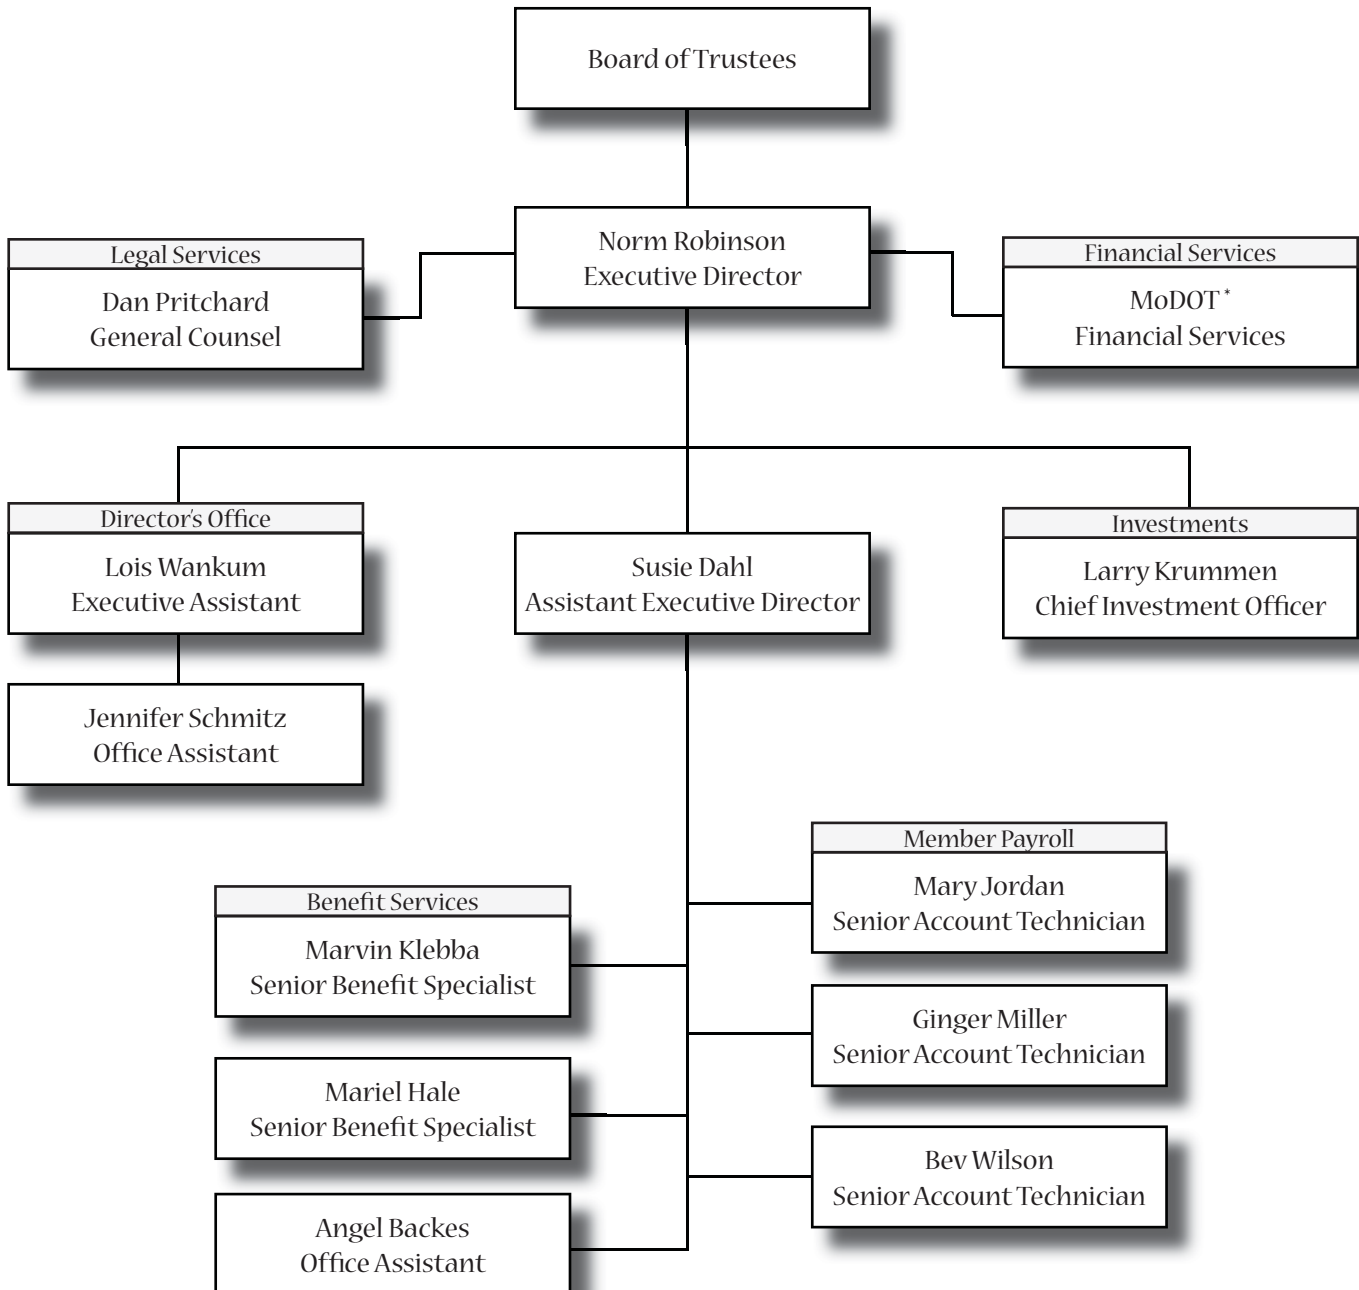 Board of Trustees
Norm Robinson
Executive Director
Legal Services
Dan Pritchard
General Counsel
Financial Services
MoDOT *
Financial Services
Director's Office
Lois Wankum
Executive Assistant
Susie Dahl
Assistant Executive Director
Investments
Larry Krummen
Chief Investment Officer
Jennifer Schmitz
Office Assistant
Member Payroll
Mary Jordan
Senior Account Technician
Benefit Services
Marvin Klebba
Senior Benefit Specialist
Ginger Miller
Senior Account Technician
Mariel Hale
Senior Benefit Specialist
Bev Wilson
Senior Account Technician
Angel Backes
Office Assistant